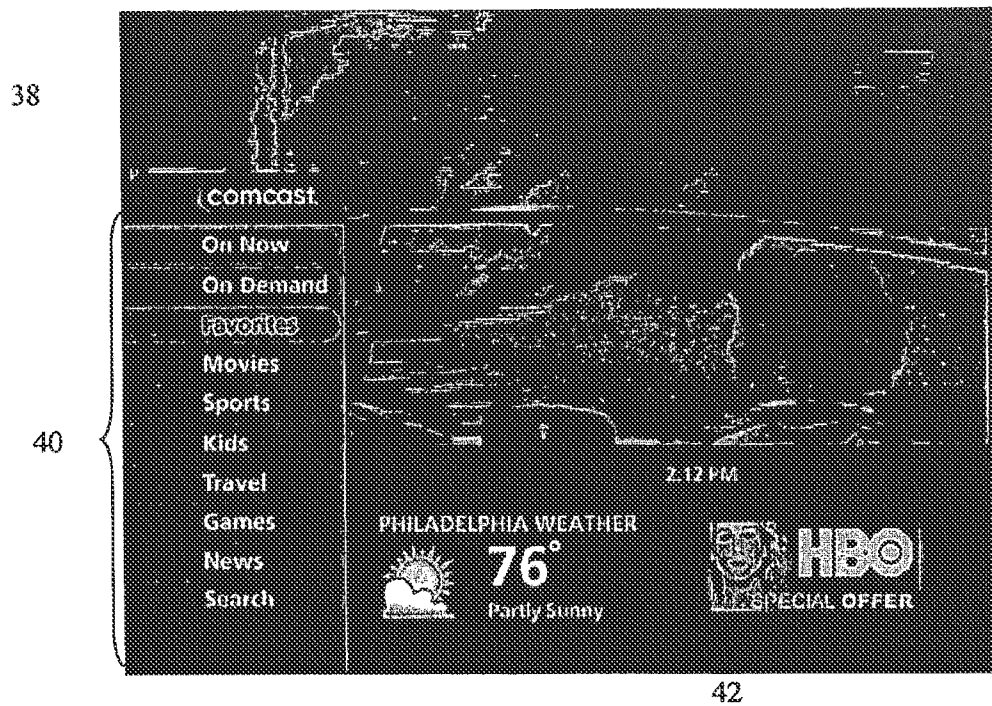 38
comcast
On Now
On Demand
Favorites
Movies
Sports
40
Kids
2:12 PM
Travel
PHILADELPHIA WEATHER
Games
76°
HBO
News
Partly Sunny
SPECIAL OFFER
Search
42